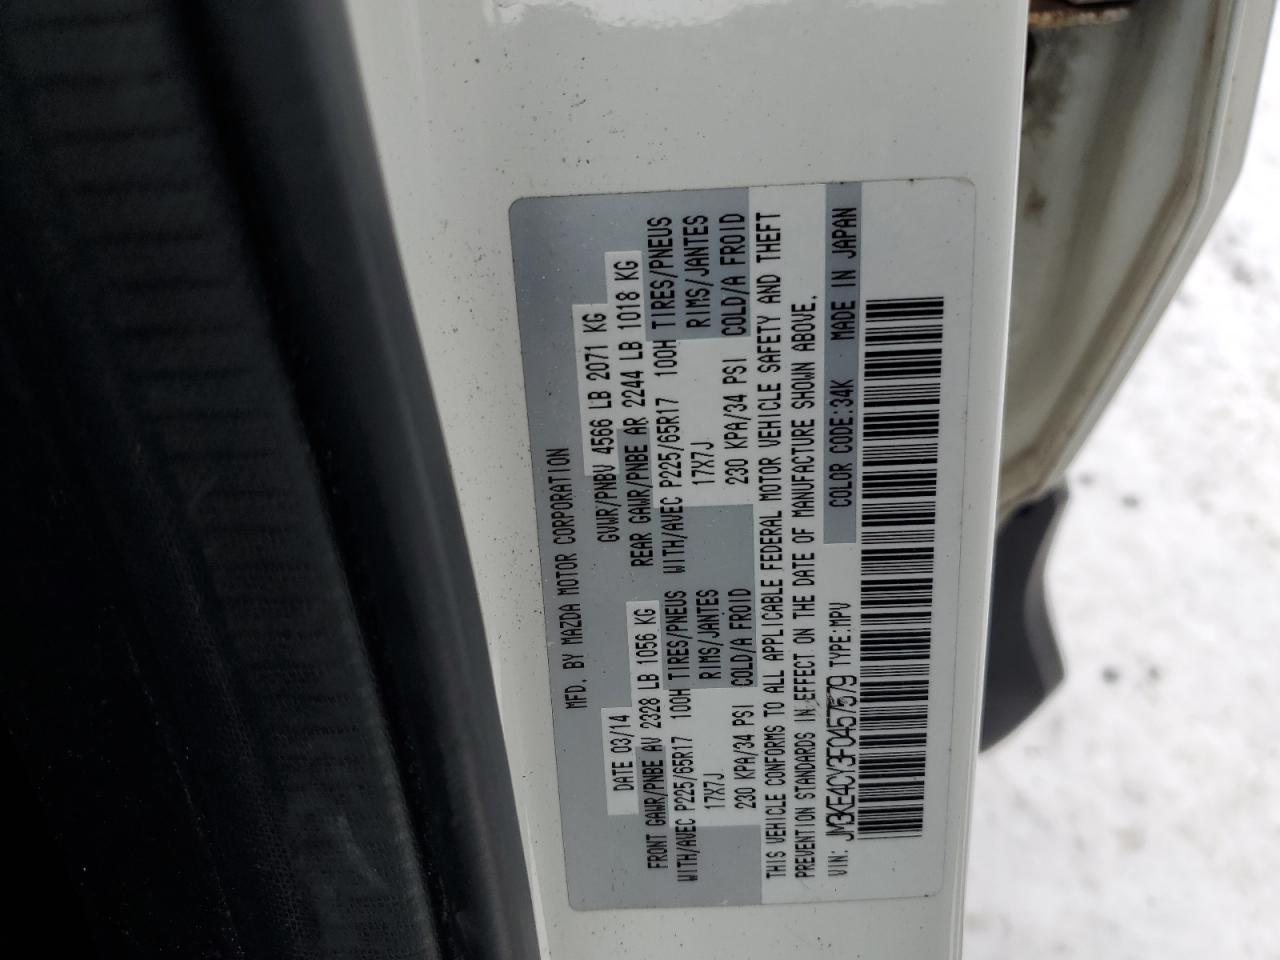 MFD. BY MAZDA MOTOR CORPORATION
DATE 03/14 GVWR/PNBV 4566 LB 2071 KG
FRONT GAWR/PNBE AV 2328 LB 1056 KG REAR GAWR/PNBE AR 2244 LB 1018 KG
WITH/AVEC P225/65R17 100H TIRES/PNEUS WITH/AVEC P225/65R17 100H TIRES/PNEUS
17X7J RIMS/JANTES 17X7J RIMS/JANTES
230 KPA/34 PSI COLD/A FROID 230 KPA/34 PSI COLD/A FROID
THIS VEHICLE CONFORMS TO ALL APPLICABLE FEDERAL MOTOR VEHICLE SAFETY AND THEFT
PREVENTION STANDARDS IN EFFECT ON THE DATE OF MANUFACTURE SHOWN ABOVE.
VIN: JM3KE4CY3F0457579 TYPE:MPV COLOR CODE:34K MADE IN JAPAN